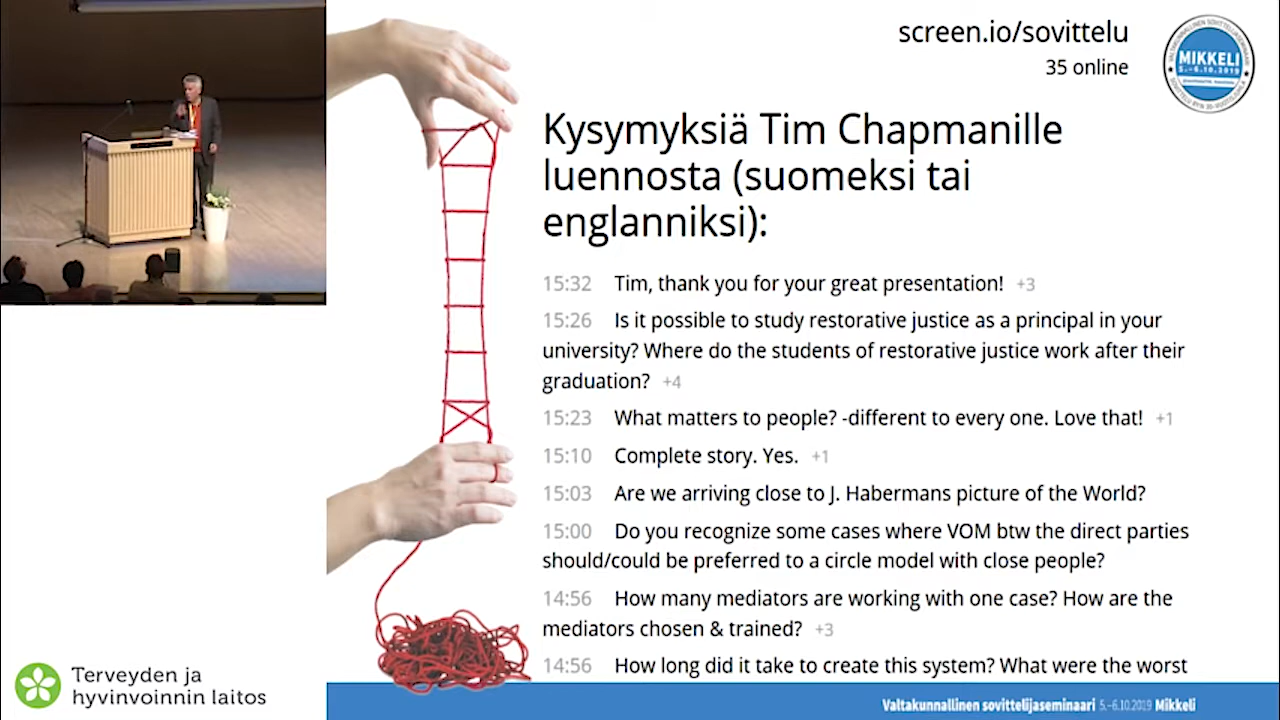 screen.io/sovittelu
35 online
MIKKELI
5.–6.10.2019
Kysymyksiä Tim Chapmanille
luennosta (suomeksi tai
englanniksi):
15:32 Tim, thank you for your great presentation! +3
15:26 Is it possible to study restorative justice as a principal in your
university? Where do the students of restorative justice work after their
graduation? +4
15:23 What matters to people? -different to every one. Love that! +1
15:10 Complete story. Yes. +1
15:03 Are we arriving close to J. Habermans picture of the World?
15:00 Do you recognize some cases where VOM btw the direct parties
should/could be preferred to a circle model with close people?
14:56 How many mediators are working with one case? How are the
mediators chosen & trained? +3
14:56 How long did it take to create this system? What were the worst
Terveyden ja
hyvinvoinnin laitos
Valtakunnallinen sovittelijaseminaari 5.–6.10.2019 Mikkeli